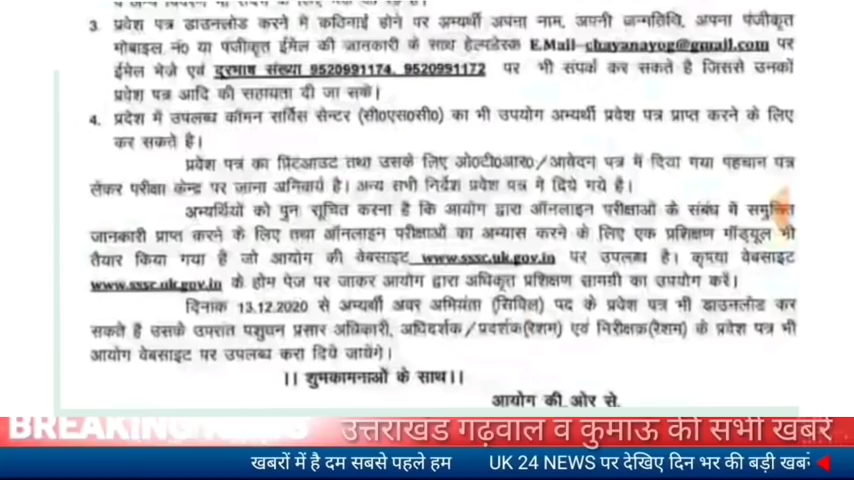 3. प्रवेश पत्र डाउनलोड करने में कठिनाई होने पर अभ्यर्थी अपना नाम, अपनी जन्मतिथि, अपना पंजीकृत
मोबाइल नं0 या पंजीकृत ईमेल की जानकारी के साथ हेल्पडेस्क E.Mail-chayanayog@gmail.com पर
ईमेल भेजे एवं दूरभाष संख्या 9520991174, 9520991172 पर भी संपर्क कर सकते है जिससे उनकों
प्रवेश पत्र आदि की सहायता दी जा सके।
4. प्रदेश में उपलब्ध कॉमन सर्विस सेन्टर (सी0एस0सी0) का भी उपयोग अभ्यर्थी प्रवेश पत्र प्राप्त करने के लिए
कर सकते है।
प्रवेश पत्र का प्रिंटआउट तथा उसके लिए ओ0टी0आर0/आवेदन पत्र में दिया गया पहचान पत्र
लेकर परीक्षा केन्द्र पर जाना अनिवार्य है। अन्य सभी निर्देश प्रवेश पत्र मे दिये गये है।
अभ्यर्थियों को पुन सूचित करना है कि आयोग द्वारा ऑनलाइन परीक्षाओं के संबंध में समुचित
जानकारी प्राप्त करने के लिए तथा ऑनलाइन परीक्षाओं का अभ्यास करने के लिए एक प्रशिक्षण मॉड्यूल भी
तैयार किया गया है जो आयोग की वेबसाइट www.sssc.uk.gov.in पर उपलब्ध है। कृपया वेबसाइट
www.sssc.uk.gov.in के होम पेज पर जाकर आयोग द्वारा अधिकृत प्रशिक्षण सामग्री का उपयोग करें।
दिनाक 13.12.2020 से अभ्यर्थी अवर अभियंता (सिविल) पद के प्रवेश पत्र भी डाउनलोड कर
सकते है उसके उपरांत पशुधन प्रसार अधिकारी, अधिदर्शक/प्रदर्शक(रेशम) एवं निरीक्षक(रेशम) के प्रवेश पत्र भी
आयोग वेबसाइट पर उपलब्ध करा दिये जायेंगे।
।। शुभकामनाओं के साथ।।
आयोग की ओर से,
BREAKING NEWS उत्तराखंड गढ़वाल व कुमाऊ की सभी खबरें
खबरों में है दम सबसे पहले हम UK 24 NEWS पर देखिए दिन भर की बड़ी खबरें